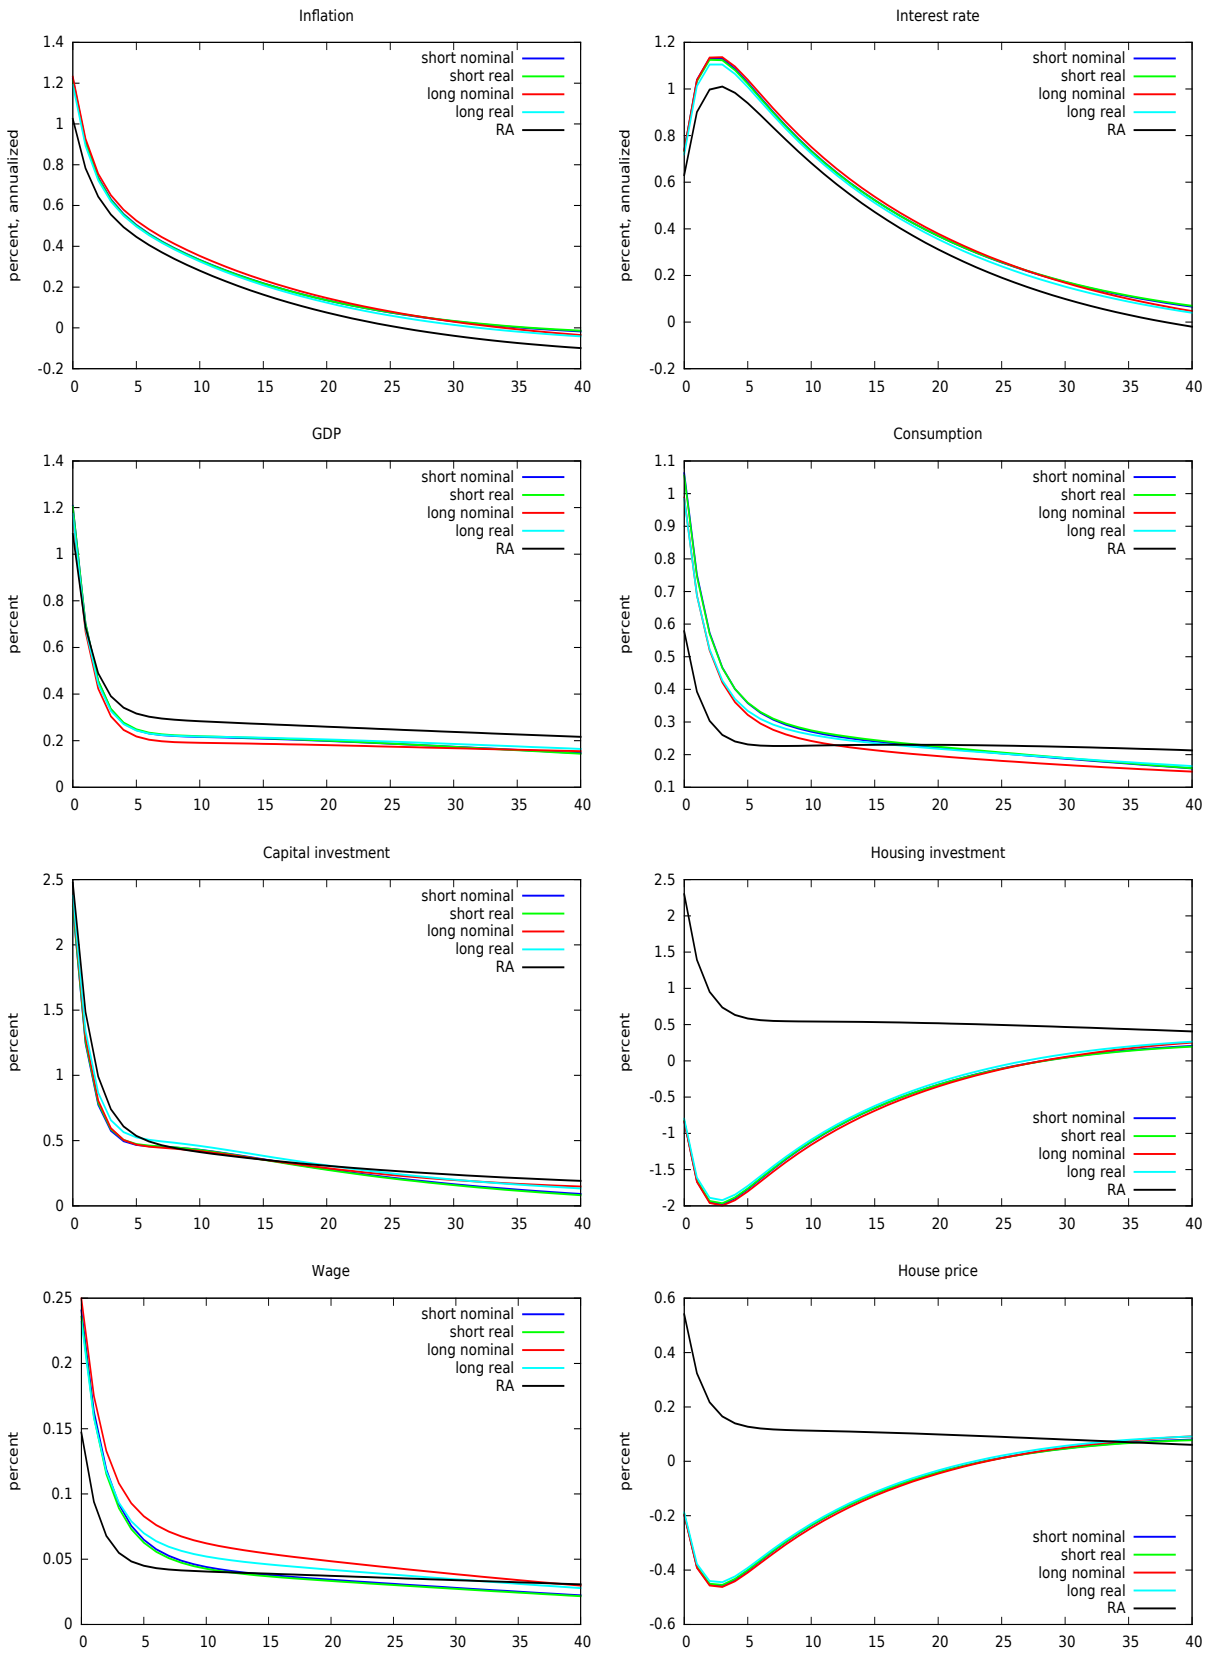 Inflation
percent, annualized
1.4
1.2
1
0.8
0.6
0.4
0.2
0
-0.2
short nominal
short real
long nominal
long real
RA
0 5 10 15 20 25 30 35 40
Interest rate
percent, annualized
1.2
1
0.8
0.6
0.4
0.2
0
-0.2
short nominal
short real
long nominal
long real
RA
0 5 10 15 20 25 30 35 40
GDP
percent
1.4
1.2
1
0.8
0.6
0.4
0.2
0
short nominal
short real
long nominal
long real
RA
0 5 10 15 20 25 30 35 40
Consumption
percent
1.1
1
0.9
0.8
0.7
0.6
0.5
0.4
0.3
0.2
0.1
short nominal
short real
long nominal
long real
RA
0 5 10 15 20 25 30 35 40
Capital investment
percent
2.5
2
1.5
1
0.5
0
short nominal
short real
long nominal
long real
RA
0 5 10 15 20 25 30 35 40
Housing investment
percent
2.5
2
1.5
1
0.5
0
-0.5
-1
-1.5
-2
short nominal
short real
long nominal
long real
RA
0 5 10 15 20 25 30 35 40
Wage
percent
0.25
0.2
0.15
0.1
0.05
0
short nominal
short real
long nominal
long real
RA
0 5 10 15 20 25 30 35 40
House price
percent
0.6
0.4
0.2
0
-0.2
-0.4
-0.6
short nominal
short real
long nominal
long real
RA
0 5 10 15 20 25 30 35 40